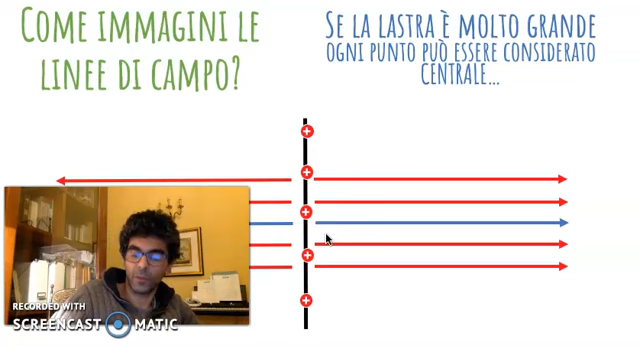 COME IMMAGINI LE
LINEE DI CAMPO?
SE LA LASTRA È MOLTO GRANDE
OGNI PUNTO PUÒ ESSERE CONSIDERATO
CENTRALE...
+
+
+
+
+
RECORDED WITH
SCREENCAST MATIC